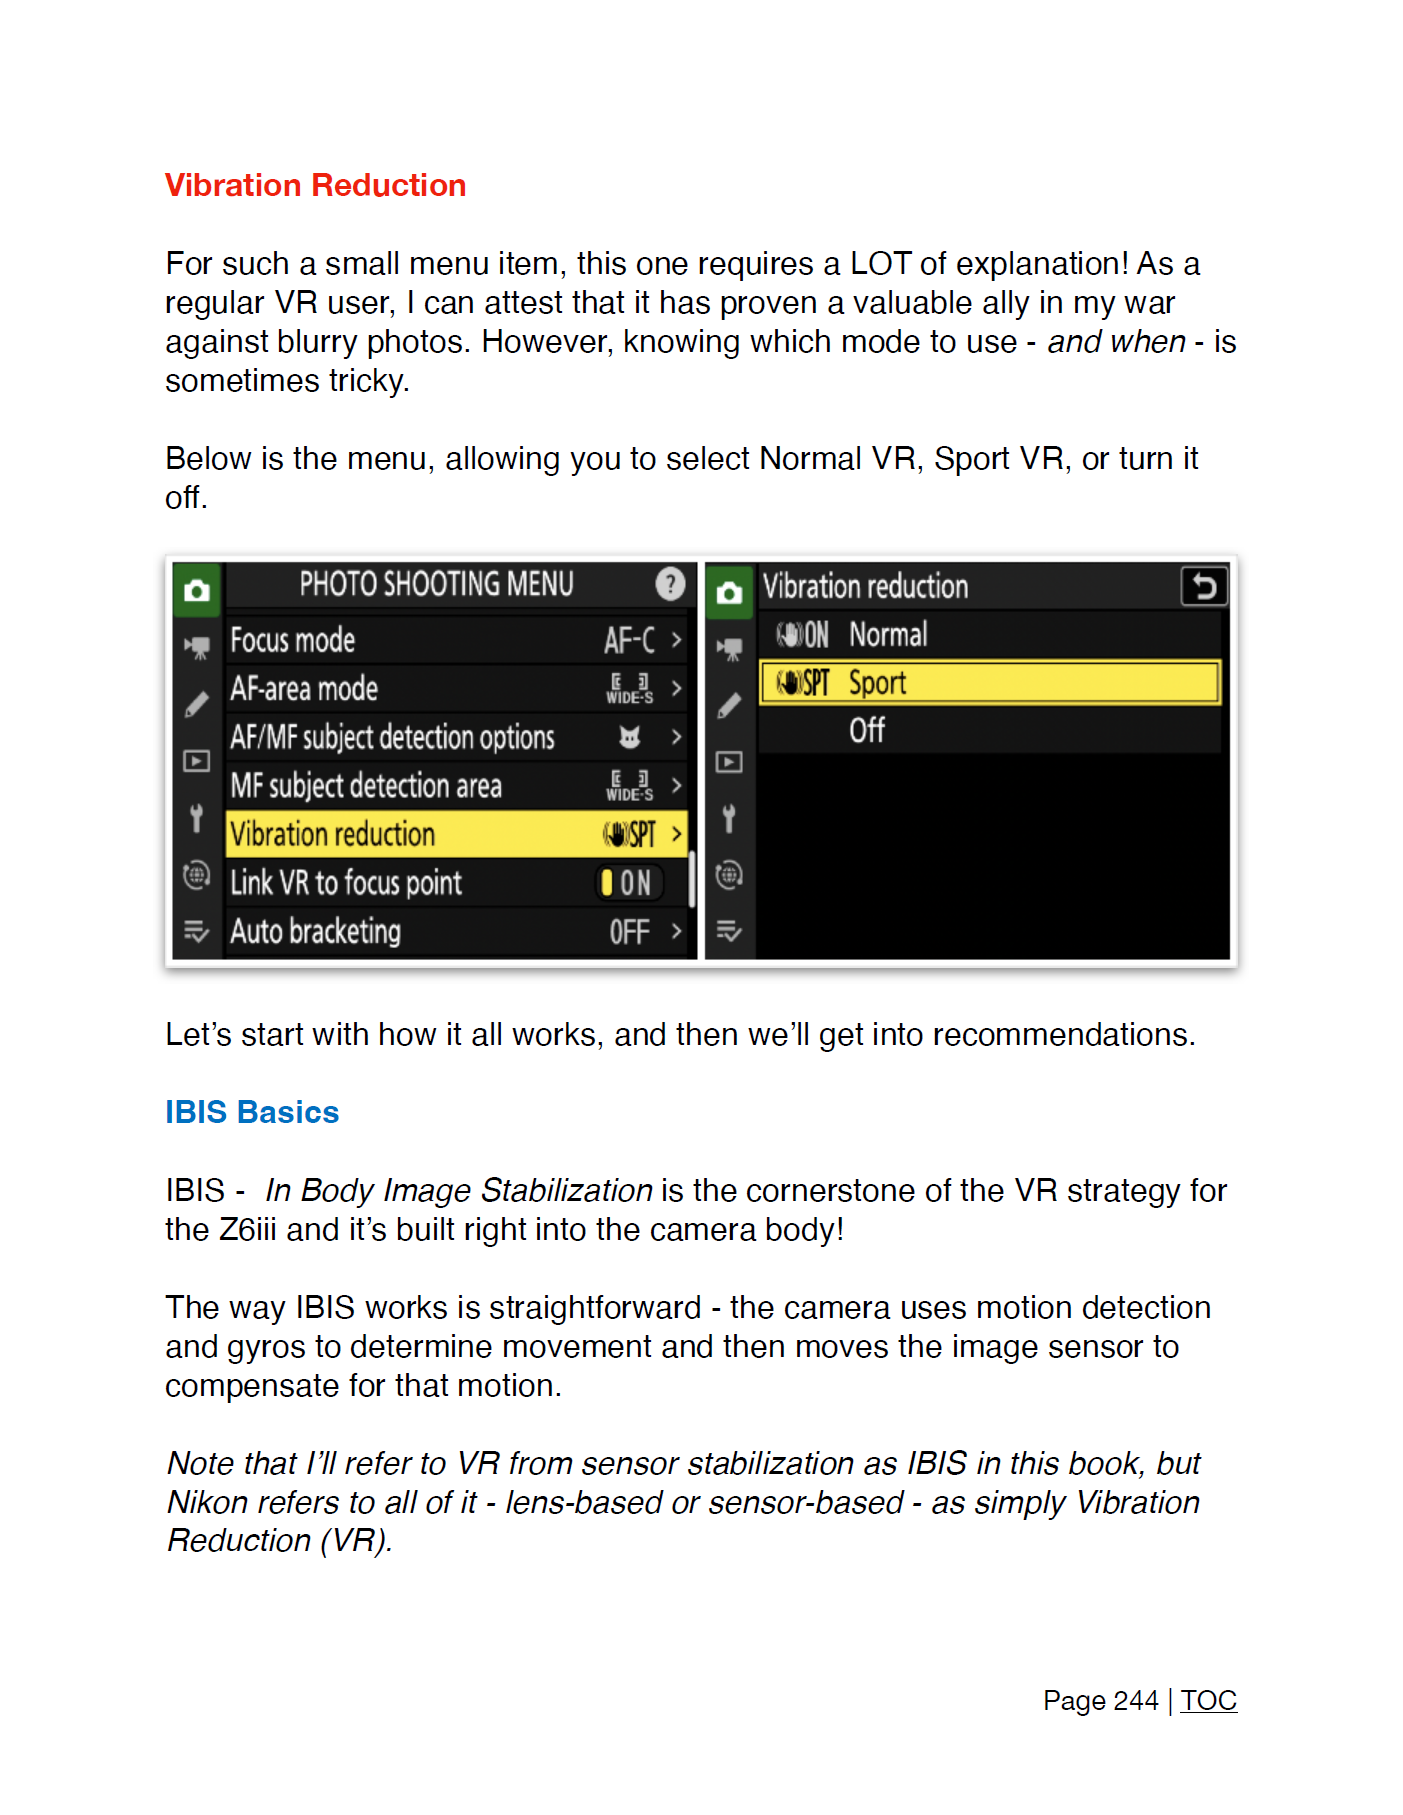 Vibration Reduction
For such a small menu item, this one requires a LOT of explanation! As a
regular VR user, I can attest that it has proven a valuable ally in my war
against blurry photos. However, knowing which mode to use - and when - is
sometimes tricky.
Below is the menu, allowing you to select Normal VR, Sport VR, or turn it
off.
PHOTO SHOOTING MENU ?
Focus mode AF-C >
AF-area mode WIDE-S >
AF/MF subject detection options >
MF subject detection area WIDE-S >
Vibration reduction SPT >
Link VR to focus point ON
Auto bracketing OFF >
Vibration reduction
ON Normal
SPT Sport
Off
Let’s start with how it all works, and then we’ll get into recommendations.
IBIS Basics
IBIS -  In Body Image Stabilization is the cornerstone of the VR strategy for
the Z6iii and it’s built right into the camera body!
The way IBIS works is straightforward - the camera uses motion detection
and gyros to determine movement and then moves the image sensor to
compensate for that motion.
Note that I’ll refer to VR from sensor stabilization as IBIS in this book, but
Nikon refers to all of it - lens-based or sensor-based - as simply Vibration
Reduction (VR).
Page 244 | TOC